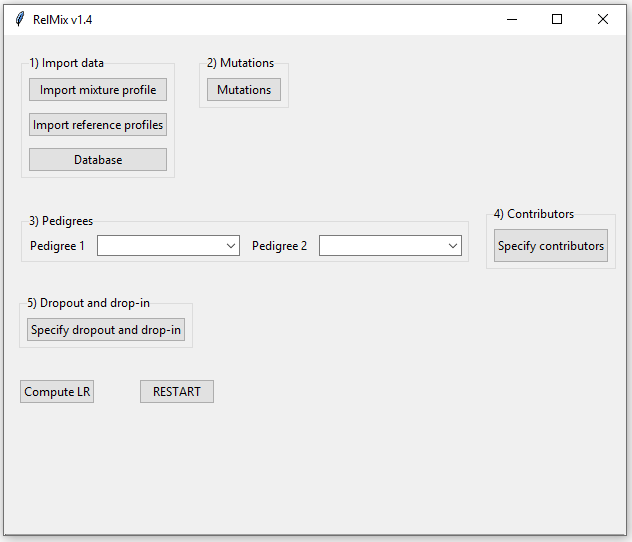 RelMix v1.4
1) Import data
2) Mutations
Import mixture profile
Mutations
Import reference profiles
Database
3) Pedigrees
4) Contributors
Pedigree 1
Pedigree 2
Specify contributors
5) Dropout and drop-in
Specify dropout and drop-in
Compute LR
RESTART